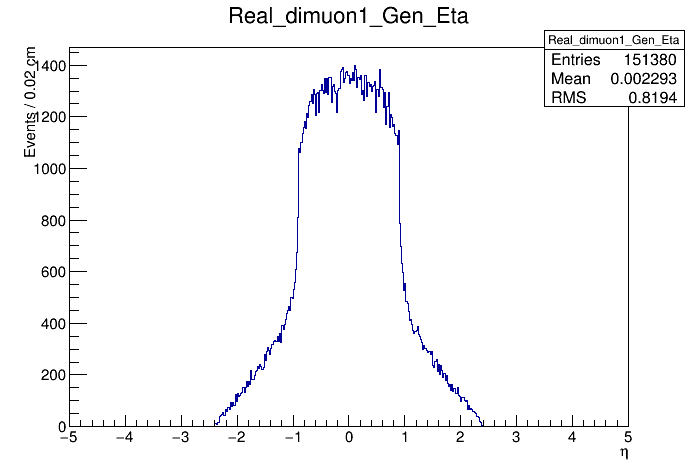 Real_dimuon1_Gen_Eta
Real_dimuon1_Gen_Eta
Entries 151380
Mean 0.002293
RMS 0.8194
Events / 0.02 cm
1400
1200
1000
800
600
400
200
0
−5 −4 −3 −2 −1 0 1 2 3 4 5
η